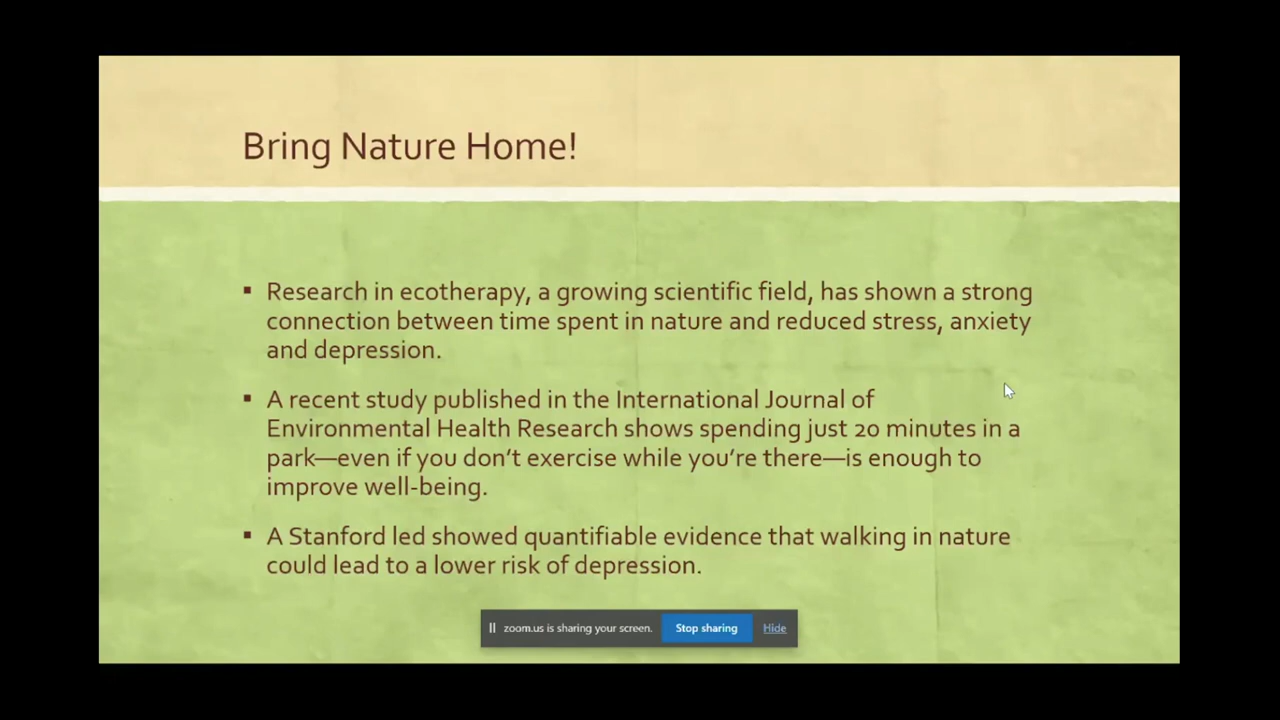 Bring Nature Home!
▪ Research in ecotherapy, a growing scientific field, has shown a strong
connection between time spent in nature and reduced stress, anxiety
and depression.
▪ A recent study published in the International Journal of
Environmental Health Research shows spending just 20 minutes in a
park—even if you don’t exercise while you’re there—is enough to
improve well-being.
▪ A Stanford led showed quantifiable evidence that walking in nature
could lead to a lower risk of depression.
zoom.us is sharing your screen. Stop sharing Hide